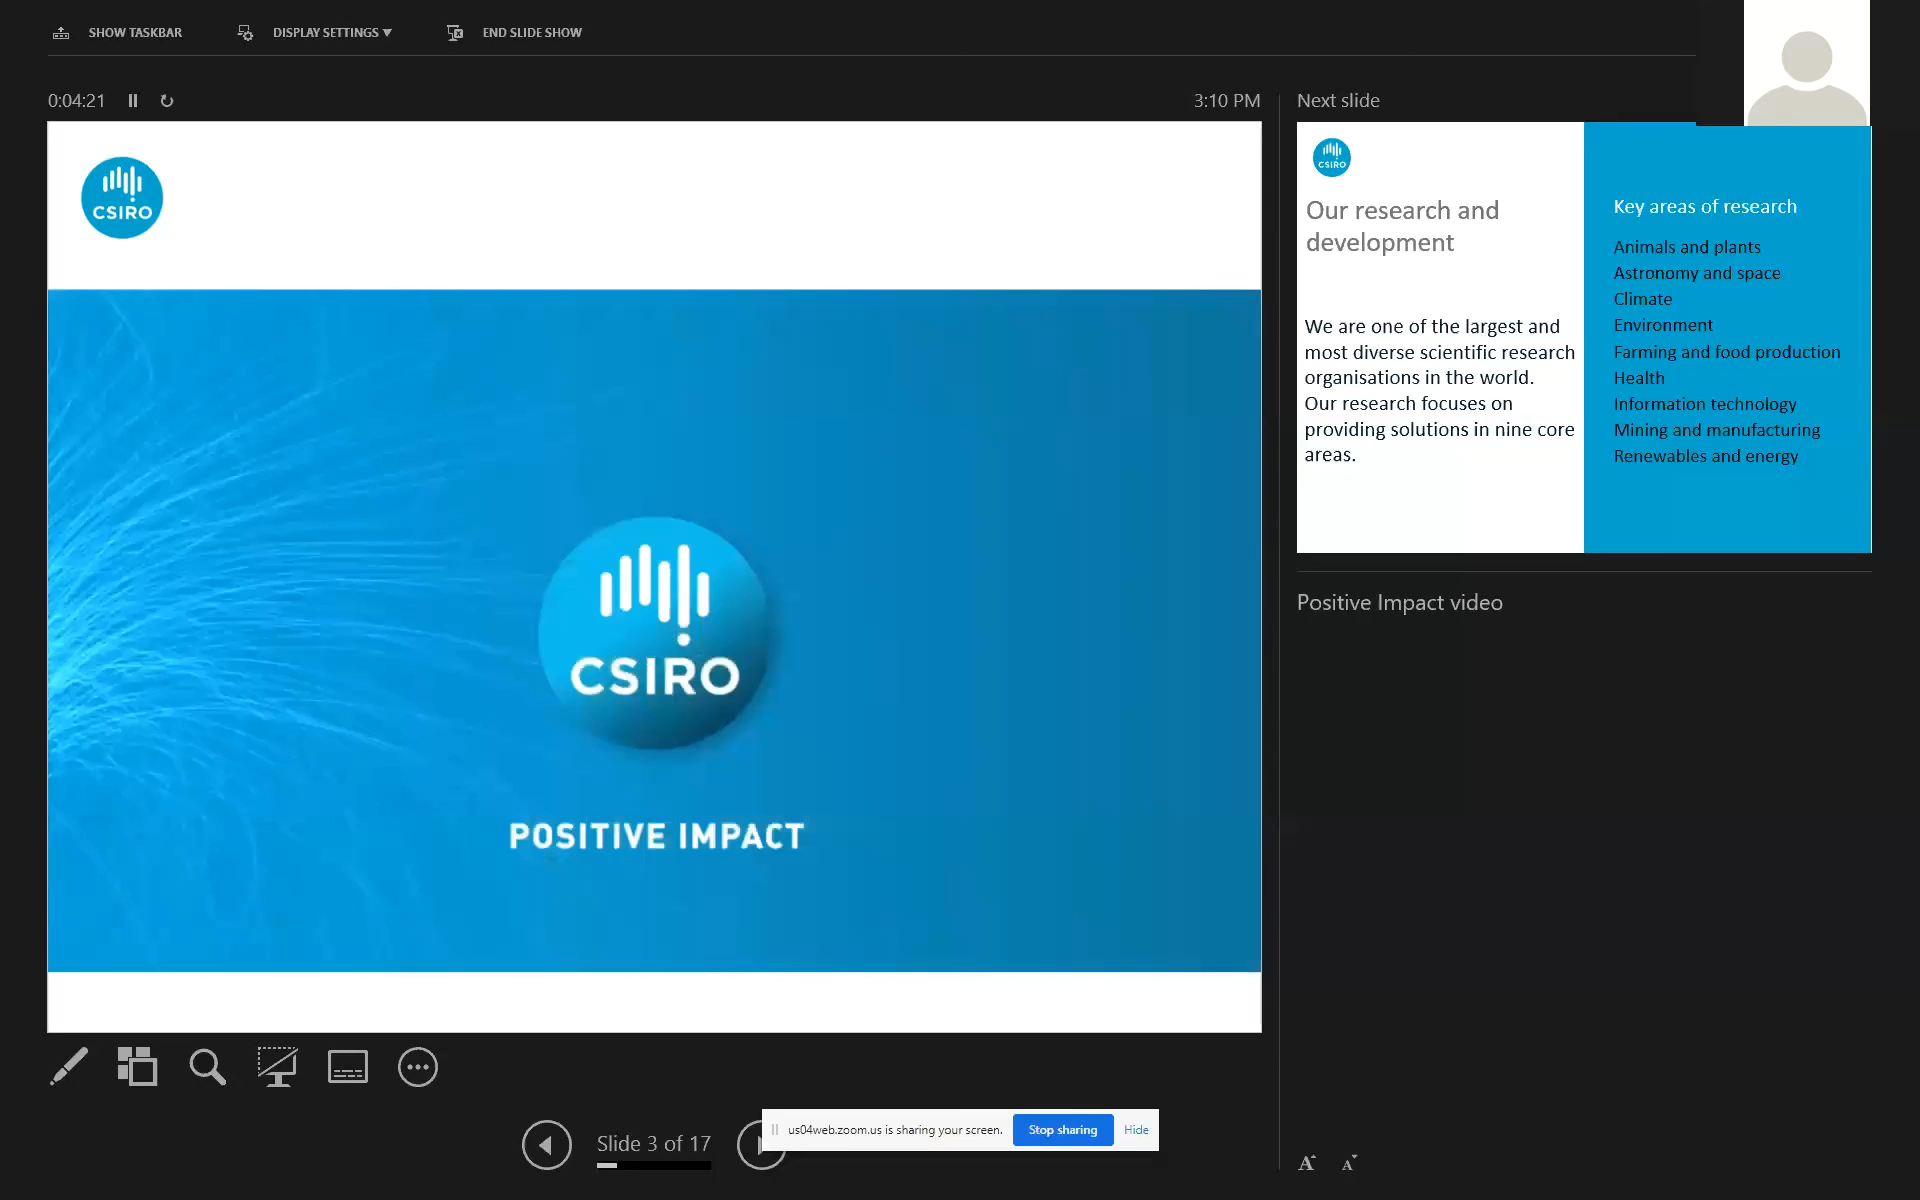 SHOW TASKBAR
DISPLAY SETTINGS
END SLIDE SHOW
0:04:21
3:10 PM
Next slide
CSIRO
CSIRO
POSITIVE IMPACT
CSIRO
Our research and
development
We are one of the largest and
most diverse scientific research
organisations in the world.
Our research focuses on
providing solutions in nine core
areas.
Key areas of research
Animals and plants
Astronomy and space
Climate
Environment
Farming and food production
Health
Information technology
Mining and manufacturing
Renewables and energy
Positive Impact video
Slide 3 of 17
us04web.zoom.us is sharing your screen.
Stop sharing
Hide
A A